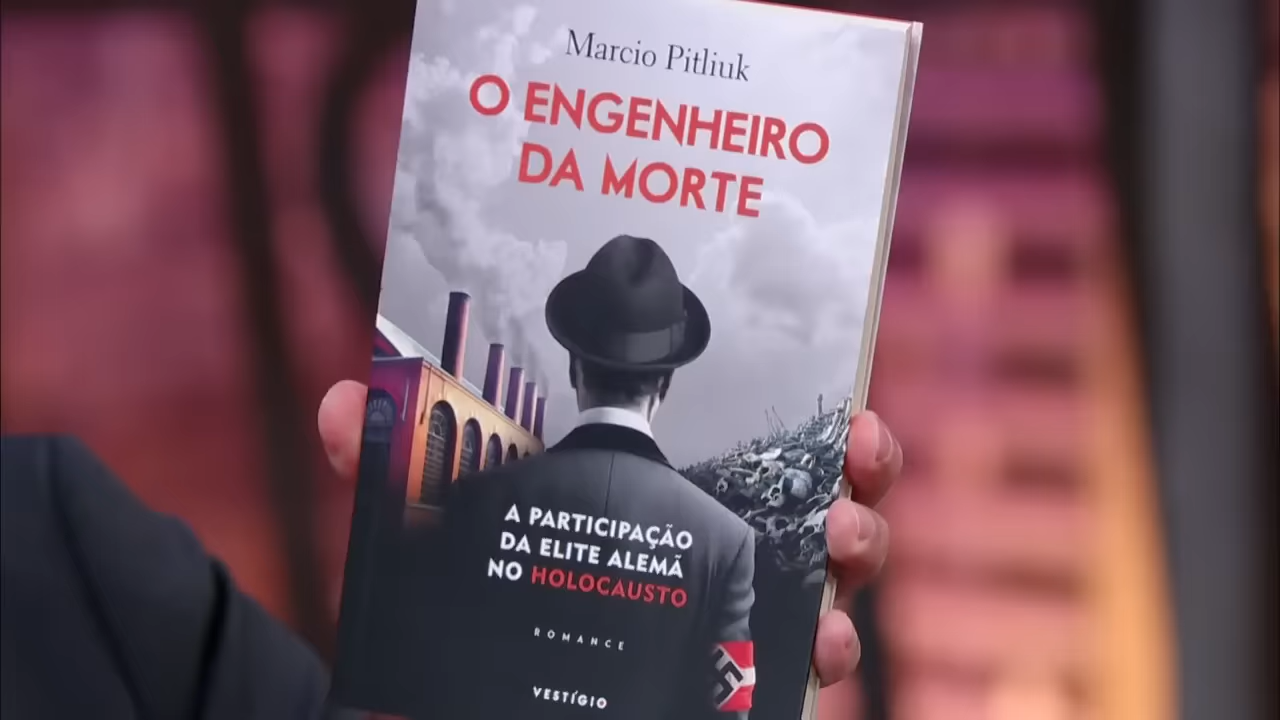 Marcio Pitliuk
O ENGENHEIRO
DA MORTE
A PARTICIPAÇÃO
DA ELITE ALEMÃ
NO HOLOCAUSTO
ROMANCE
VESTÍGIO